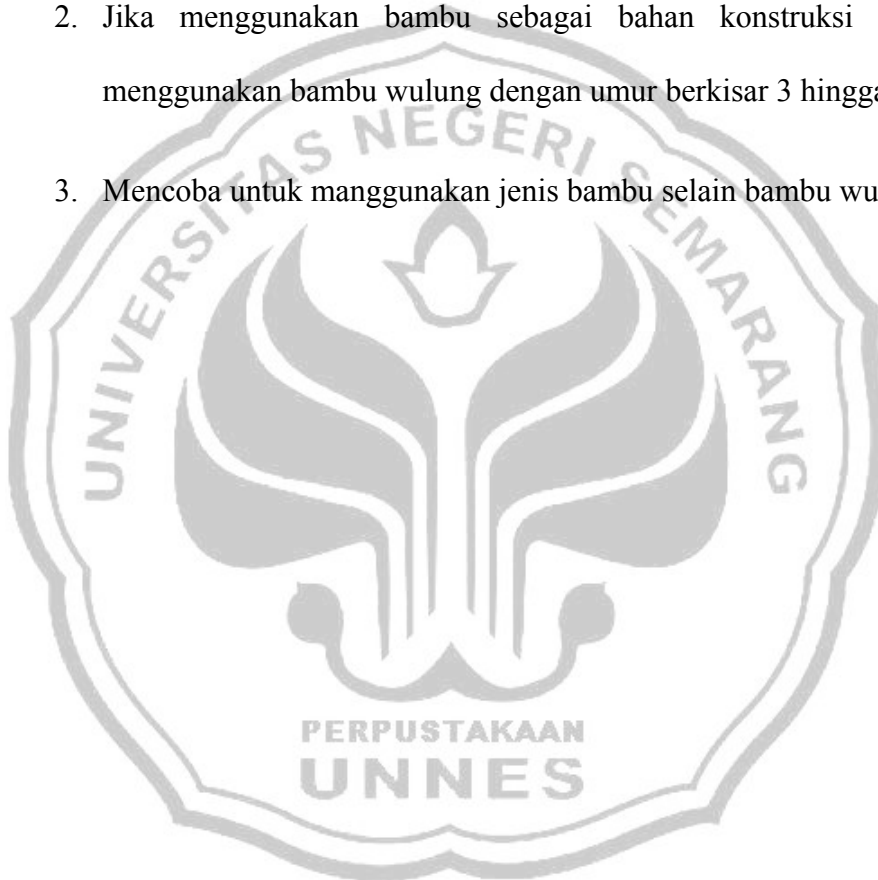 2. Jika menggunakan bambu sebagai bahan konstruksi
menggunakan bambu wulung dengan umur berkisar 3 hingga
3. Mencoba untuk manggunakan jenis bambu selain bambu wu
UNIVERSITAS NEGERI SEMARANG
PERPUSTAKAAN
UNNES